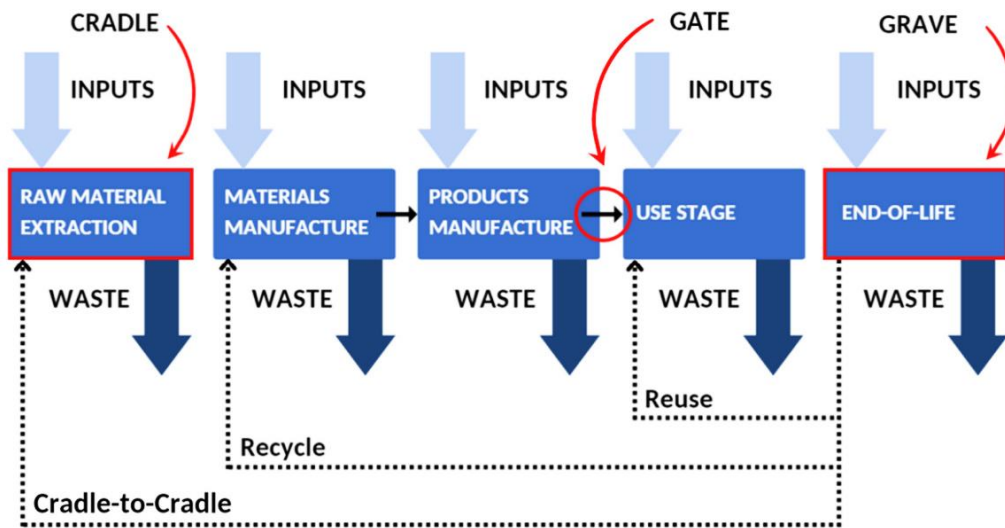 CRADLE
GATE
GRAVE
INPUTS
INPUTS
INPUTS
INPUTS
INPUTS
RAW MATERIAL
EXTRACTION
MATERIALS
MANUFACTURE
PRODUCTS
MANUFACTURE
USE STAGE
END-OF-LIFE
WASTE
WASTE
WASTE
WASTE
WASTE
Reuse
Recycle
Cradle-to-Cradle